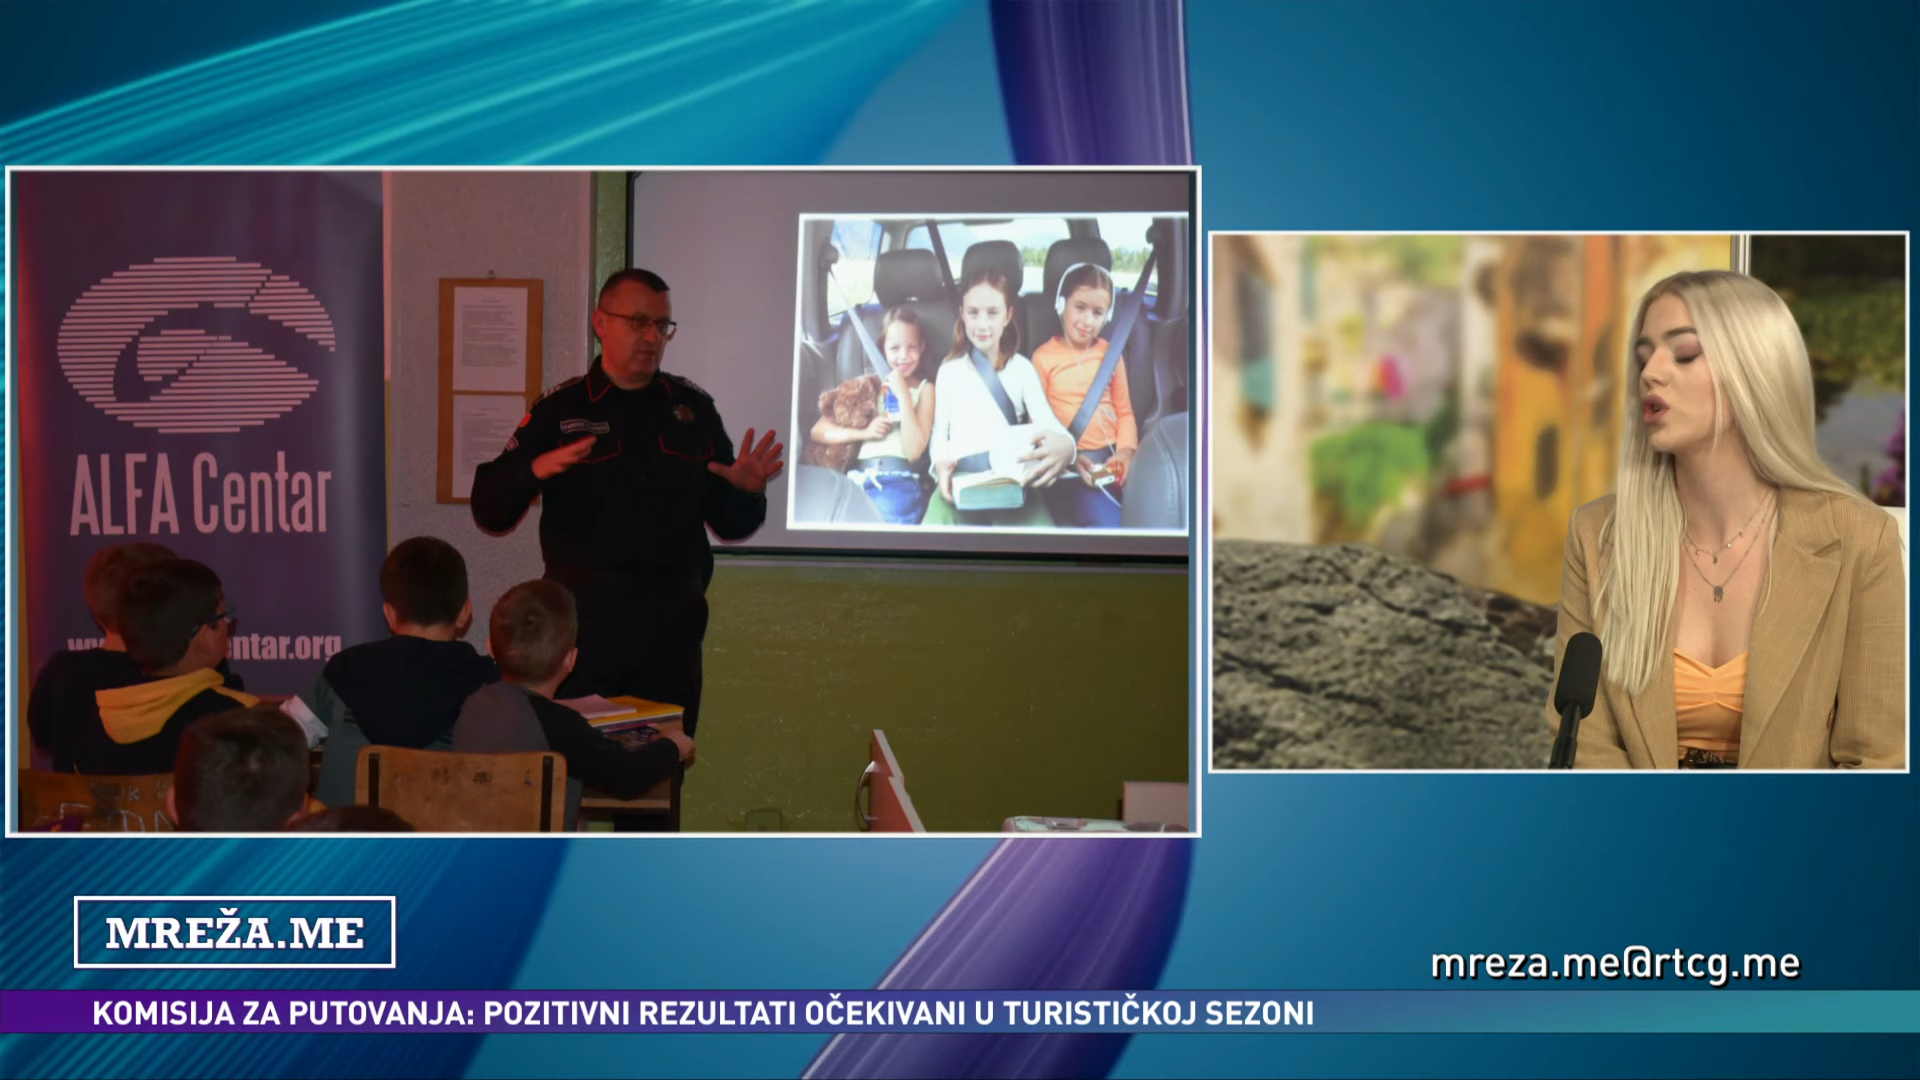 ALFA Centar
ntar.org
MREŽA.ME
mreza.me@rtcg.me
KOMISIJA ZA PUTOVANJA: POZITIVNI REZULTATI OČEKIVANI U TURISTIČKOJ SEZONI